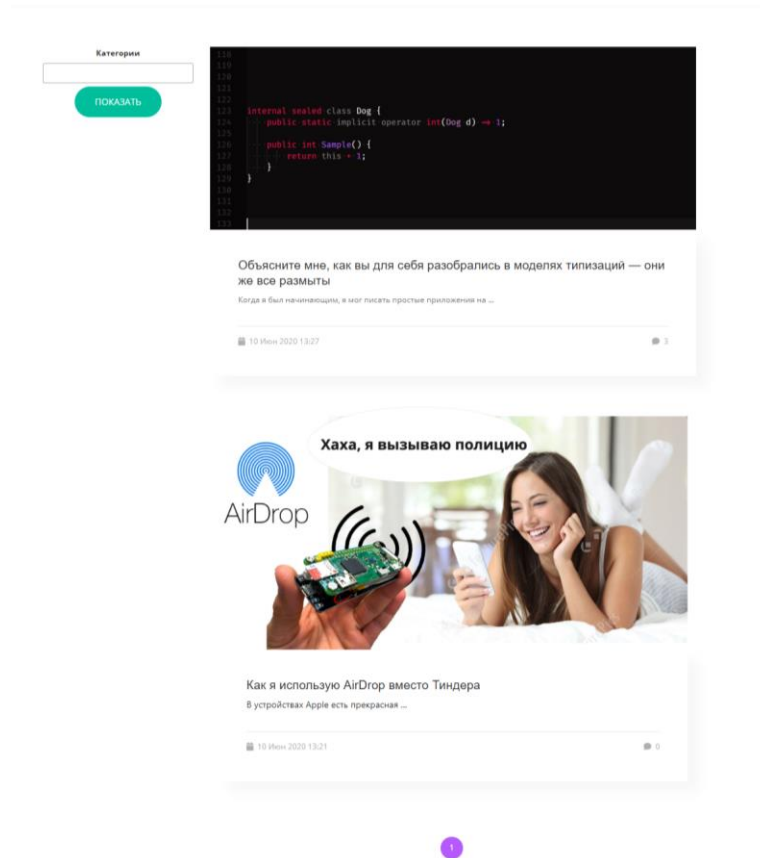 Категории
ПОКАЗАТЬ
118
119
120
121
122
123 internal sealed class Dog {
124 public static implicit operator int(Dog d) => 1;
125
126 public int Sample() {
127 return this + 1;
128 }
129 }
130
131
132
133
Объясните мне, как вы для себя разобрались в моделях типизаций — они
же все размыты
Когда я был начинающим, я мог писать простые приложения на ...
10 Июн 2020 13:27
3
Хаха, я вызываю полицию
AirDrop
Как я использую AirDrop вместо Тиндера
В устройствах Apple есть прекрасная ...
10 Июн 2020 13:21
0
1